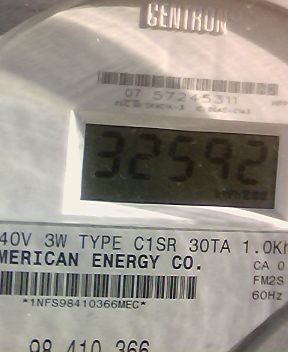 CENTRON
07 57245311
32592
40V 3W TYPE C1SR 30TA 1.0Kh
MERICAN ENERGY CO.
CA 0
FM2S
60Hz
*1NFS98410366MEC*
98 410 366